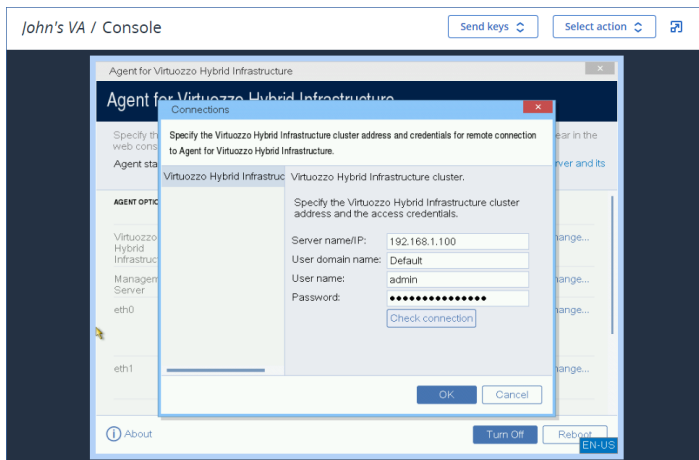 John's VA / Console
Send keys
Select action
Agent for Virtuozzo Hybrid Infrastructure
Agent for Virtuozzo Hybrid Infrastructure
Connections
Specify the Virtuozzo Hybrid Infrastructure cluster address and credentials for remote connection
to Agent for Virtuozzo Hybrid Infrastructure.
Specify th
ear in the
web cons
Agent sta
rver and its
Virtuozzo Hybrid Infrastruc
Virtuozzo Hybrid Infrastructure cluster.
AGENT OPTIC
Specify the Virtuozzo Hybrid Infrastructure cluster
address and the access credentials.
Virtuozzo
Hybrid
Infrastruc
ange...
Server name/IP: 192.168.1.100
User domain name: Default
Managem
Server
ange...
User name: admin
Password: ●●●●●●●●●●●●●●●
eth0
ange...
Check connection
eth1
ange...
OK
Cancel
About
Turn Off
Reboot
EN-US